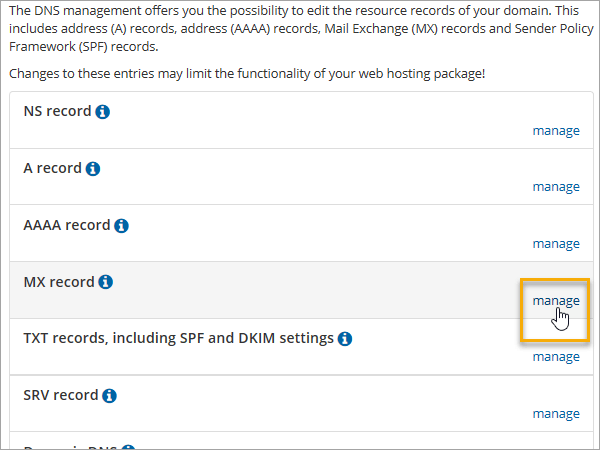 The DNS management offers you the possibility to edit the resource records of your domain. This
includes address (A) records, address (AAAA) records, Mail Exchange (MX) records and Sender Policy
Framework (SPF) records.
Changes to these entries may limit the functionality of your web hosting package!
NS record
manage
A record
manage
AAAA record
manage
MX record
manage
TXT records, including SPF and DKIM settings
manage
SRV record
manage